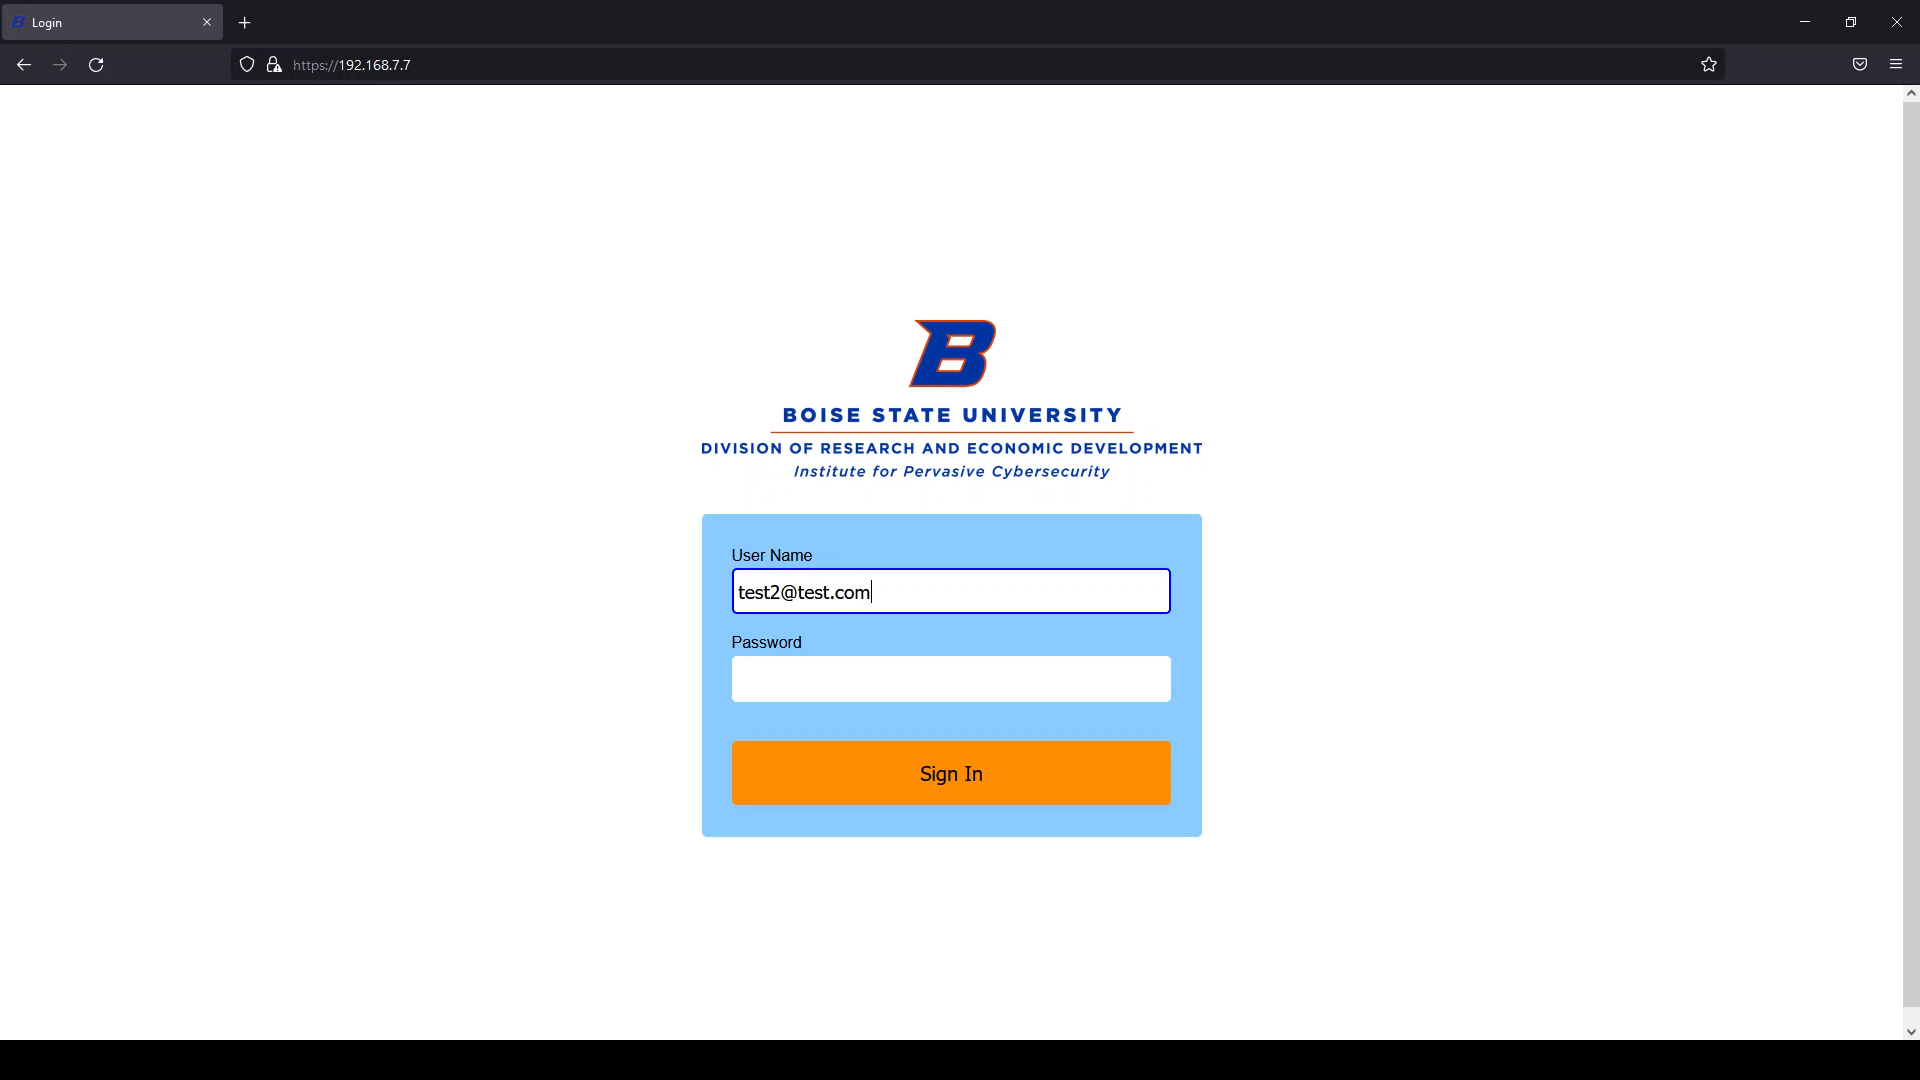 Login
https://192.168.7.7
B
BOISE STATE UNIVERSITY
DIVISION OF RESEARCH AND ECONOMIC DEVELOPMENT
Institute for Pervasive Cybersecurity
User Name
test2@test.com
Password
Sign In